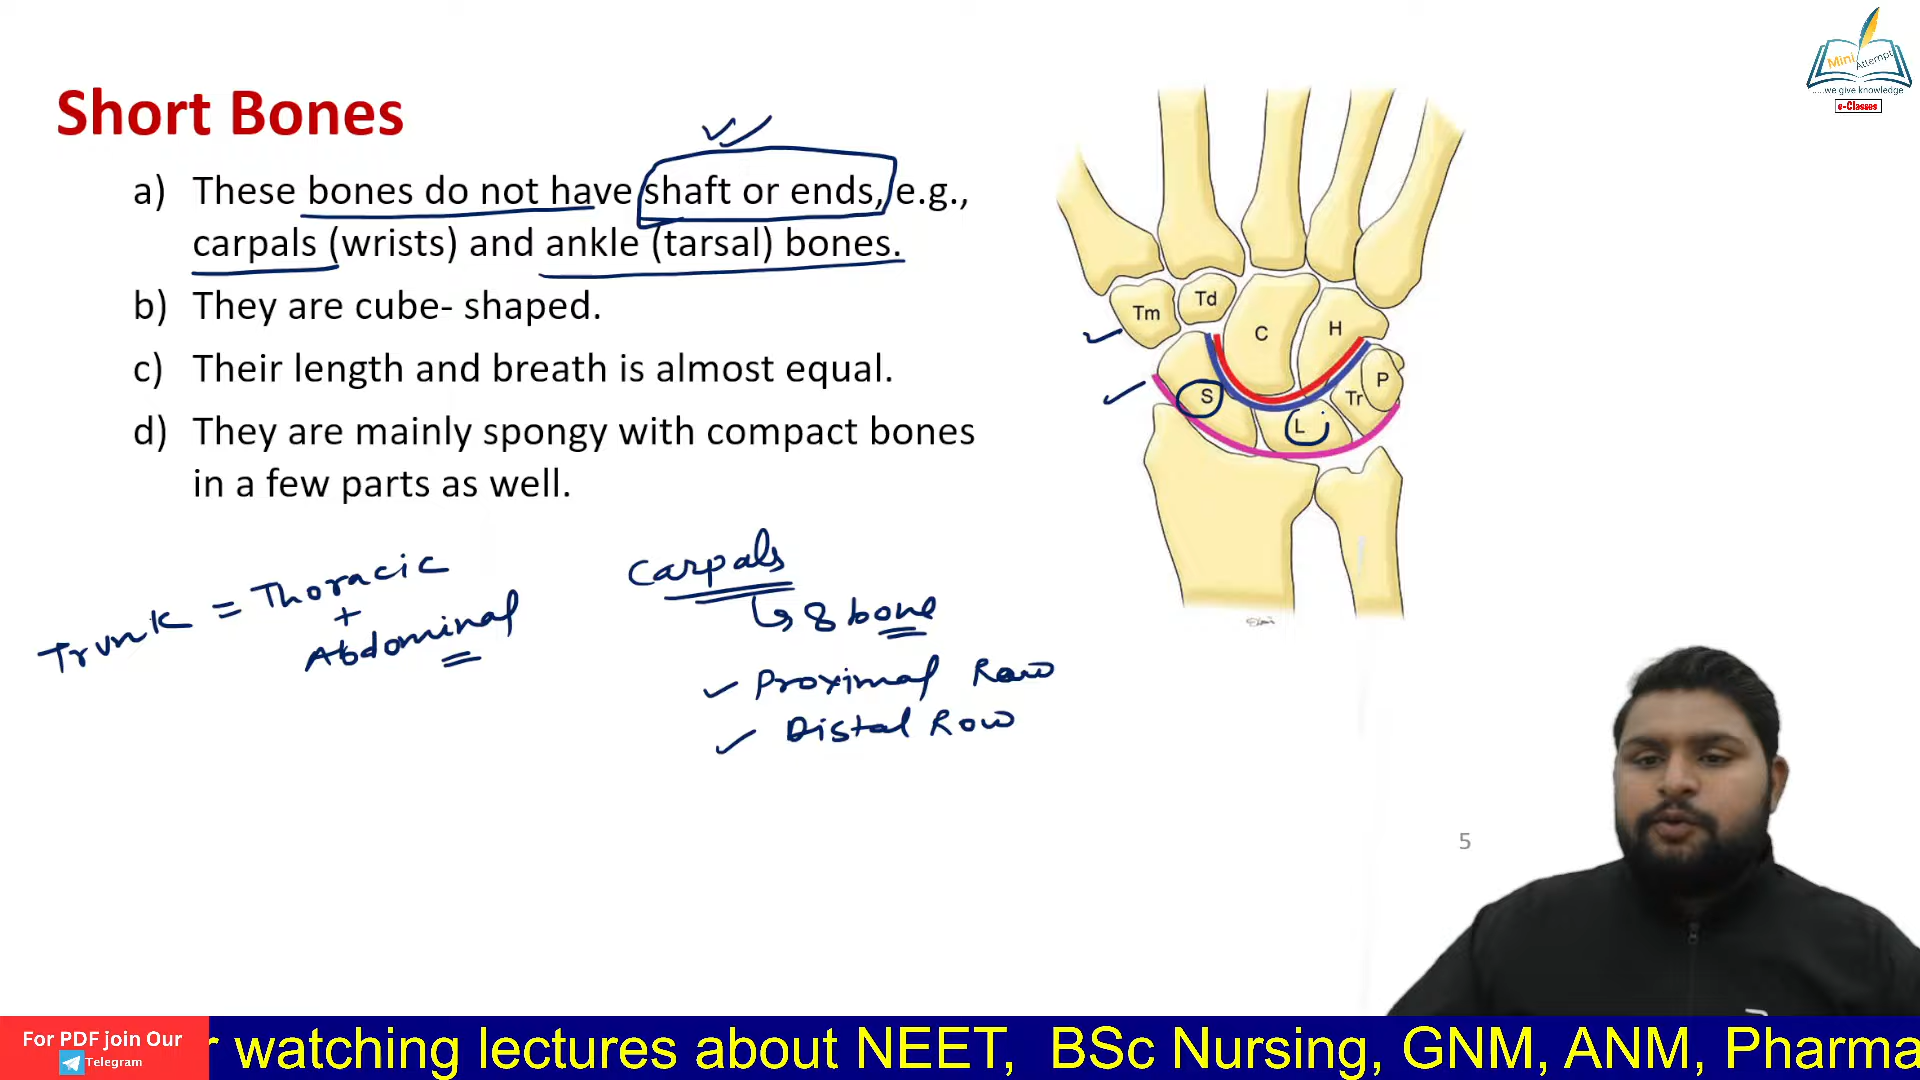 Mini Attempt
.....we give knowledge
e-Classes
Short Bones
a) These bones do not have shaft or ends, e.g.,
carpals (wrists) and ankle (tarsal) bones.
b) They are cube- shaped.
c) Their length and breath is almost equal.
d) They are mainly spongy with compact bones
in a few parts as well.
Tm
Td
C
H
S
L
Tr
P
Trunk = Thoracic
+
Abdominal
Carpals
↳ 8 bone
✓ Proximal Row
✓ Distal Row
5
For PDF join Our
Telegram
r watching lectures about NEET, BSc Nursing, GNM, ANM, Pharma